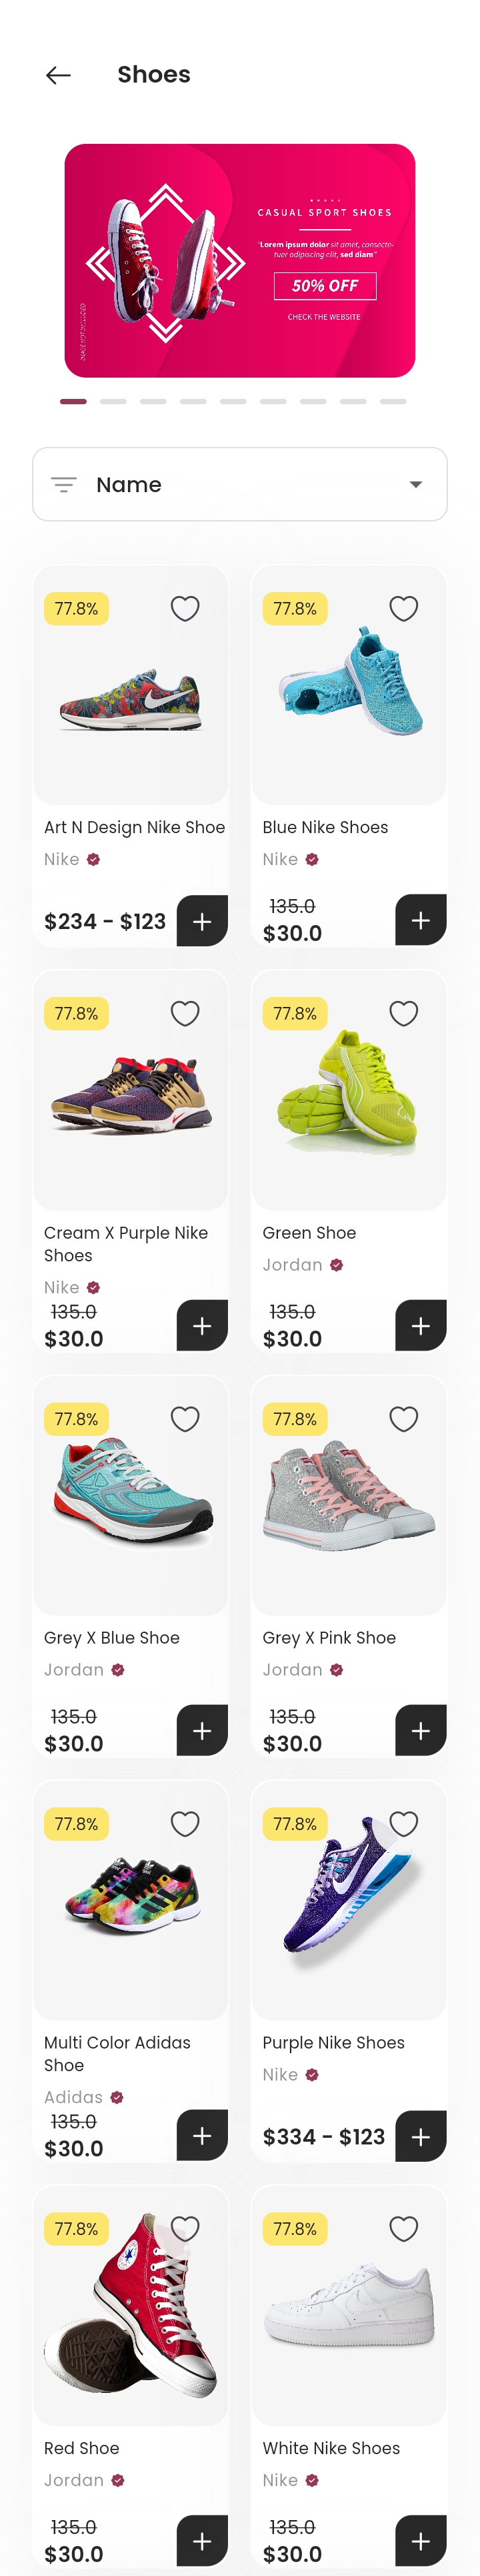 Shoes
CASUAL SPORT SHOES
"Lorem ipsum dolor sit amet, consecte-
tuer odipiscing clit, sed diam"
50% OFF
CHECK THE WEBSITE
Name
77.8%
77.8%
Art N Design Nike Shoe
Blue Nike Shoes
Nike
Nike
$234 - $123
135.0
$30.0
77.8%
77.8%
Cream X Purple Nike
Shoes
Green Shoe
Nike
Jordan
135.0
135.0
$30.0
$30.0
77.8%
77.8%
Grey X Blue Shoe
Grey X Pink Shoe
Jordan
Jordan
135.0
135.0
$30.0
$30.0
77.8%
77.8%
Multi Color Adidas
Shoe
Purple Nike Shoes
Adidas
Nike
135.0
$30.0
$334 - $123
77.8%
77.8%
Red Shoe
White Nike Shoes
Jordan
Nike
135.0
135.0
$30.0
$30.0